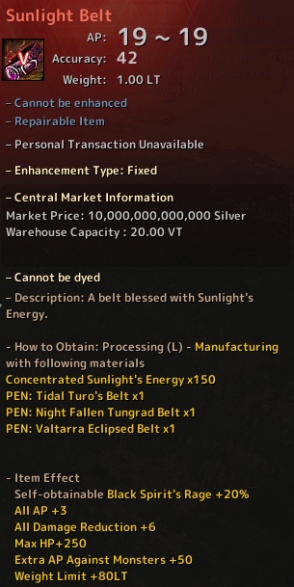 Sunlight Belt
AP: 19 ~ 19
Accuracy: 42
Weight: 1.00 LT
– Cannot be enhanced
– Repairable Item
– Personal Transaction Unavailable
– Enhancement Type: Fixed
– Central Market Information
Market Price: 10,000,000,000,000 Silver
Warehouse Capacity : 20.00 VT
– Cannot be dyed
– Description: A belt blessed with Sunlight's
Energy.
- How to Obtain: Processing (L) - Manufacturing
with following materials
Concentrated Sunlight's Energy x150
PEN: Tidal Turo's Belt x1
PEN: Night Fallen Tungrad Belt x1
PEN: Valtarra Eclipsed Belt x1
- Item Effect
Self-obtainable Black Spirit's Rage +20%
All AP +3
All Damage Reduction +6
Max HP+250
Extra AP Against Monsters +50
Weight Limit +80LT